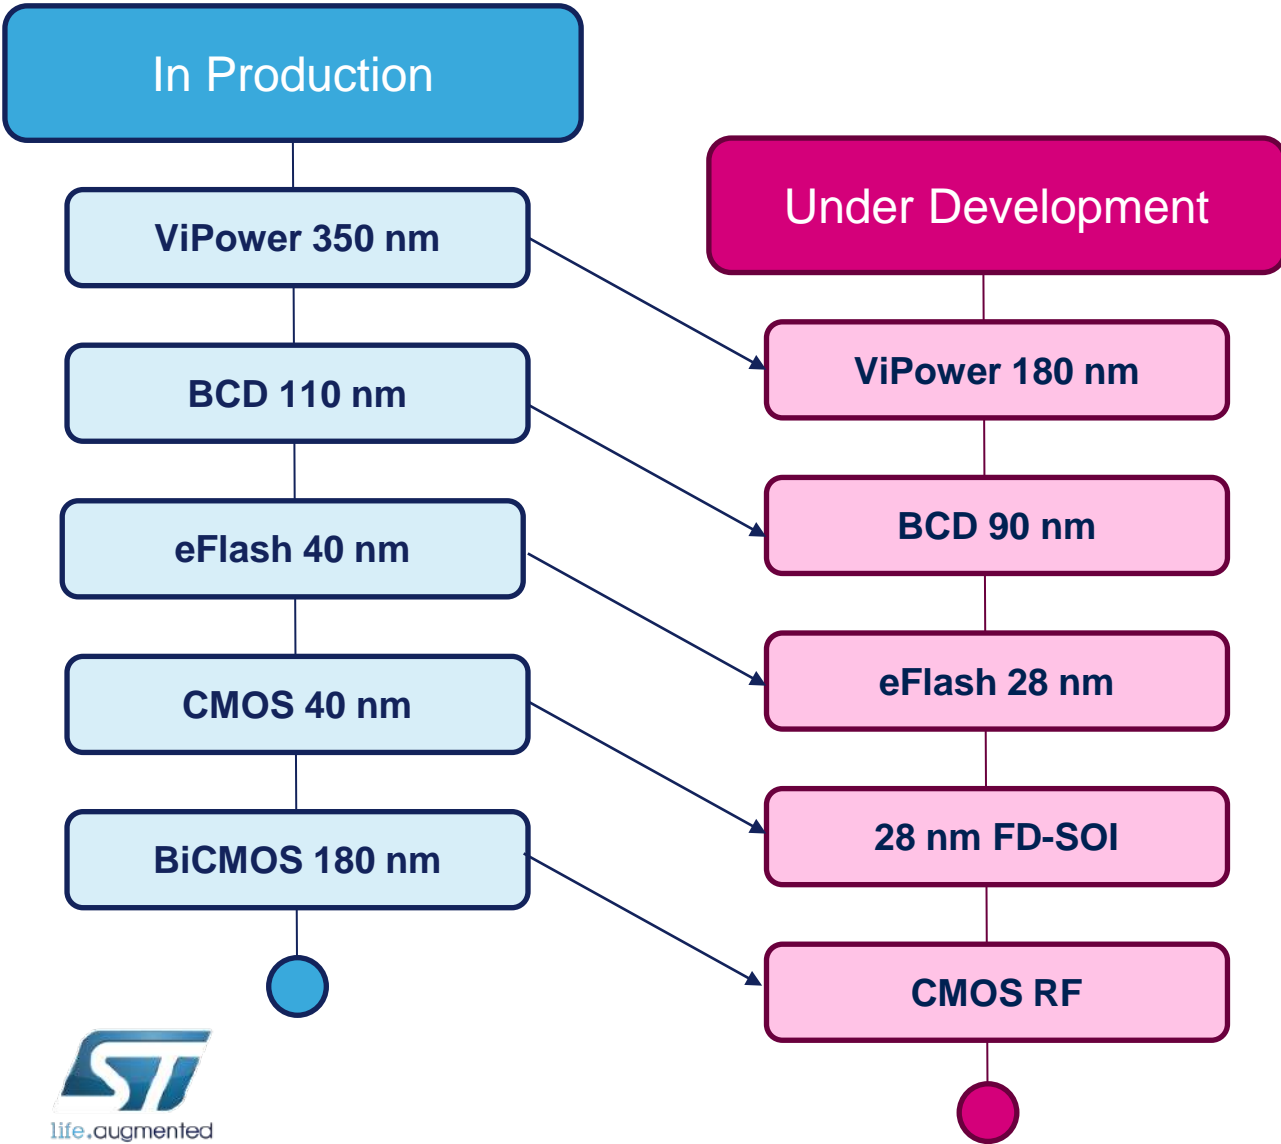 In Production
ViPower 350 nm
BCD 110 nm
eFlash 40 nm
CMOS 40 nm
BiCMOS 180 nm
Under Development
ViPower 180 nm
BCD 90 nm
eFlash 28 nm
28 nm FD-SOI
CMOS RF
ST
life.augmented